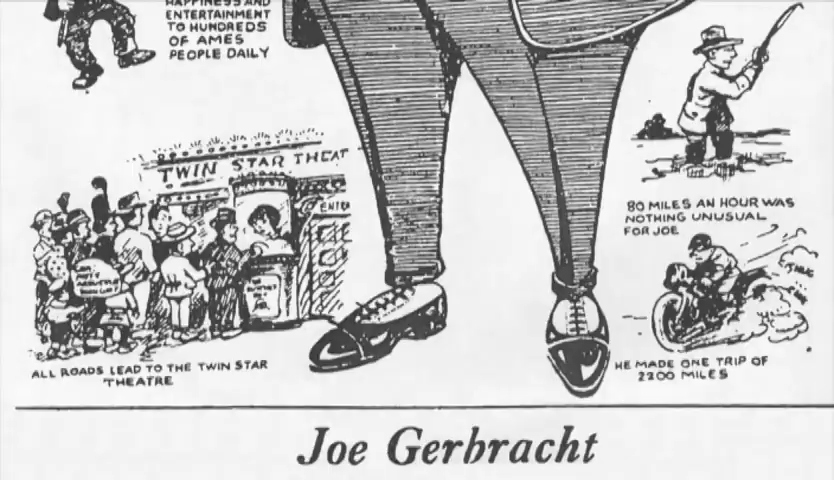 HAPPINESS AND
ENTERTAINMENT
TO HUNDREDS
OF AMES
PEOPLE DAILY
TWIN STAR THEAT
80 MILES AN HOUR WAS
NOTHING UNUSUAL
FOR JOE
ALL ROADS LEAD TO THE TWIN STAR
THEATRE
HE MADE ONE TRIP OF
2200 MILES
Joe Gerbracht